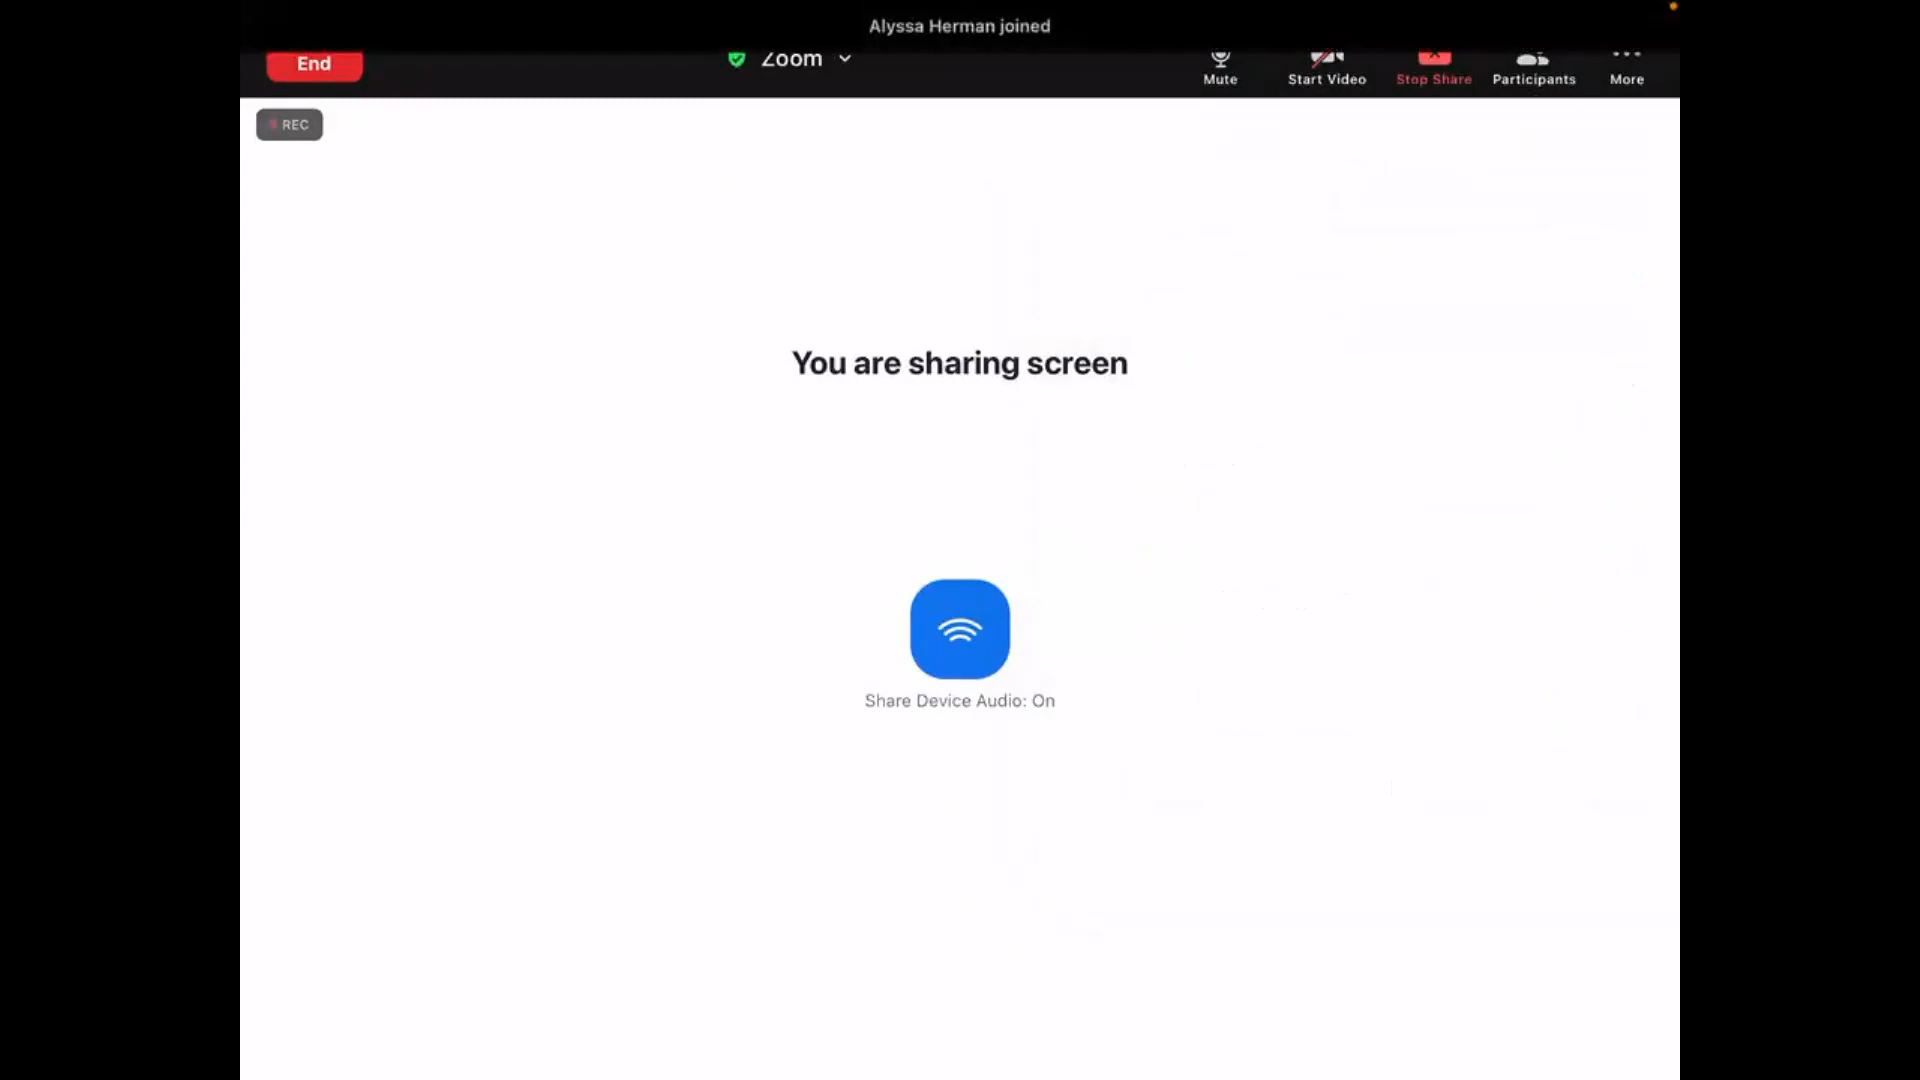 Alyssa Herman joined
End
Zoom
Mute
Start Video
Stop Share
Participants
More
REC
You are sharing screen
Share Device Audio: On